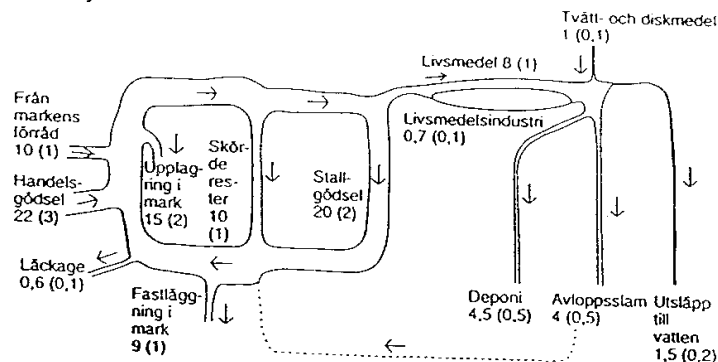 Tvätt- och diskmedel
1 (0,1)
Livsmedel 8 (1)
Från
markens
förråd
10 (1)
Handels-
gödsel
22 (3)
Läckage
0,6 (0,1)
Upplag-
ring i
mark
15 (2)
Skör-
de
res-
ter
10
(1)
Stall-
gödsel
20 (2)
Livsmedelsindustri
0,7 (0,1)
Fastlägg-
ning i
mark
9 (1)
Deponi
4,5 (0,5)
Avloppsslam
4 (0,5)
Utsläpp
till
vatten
1,5 (0,2)